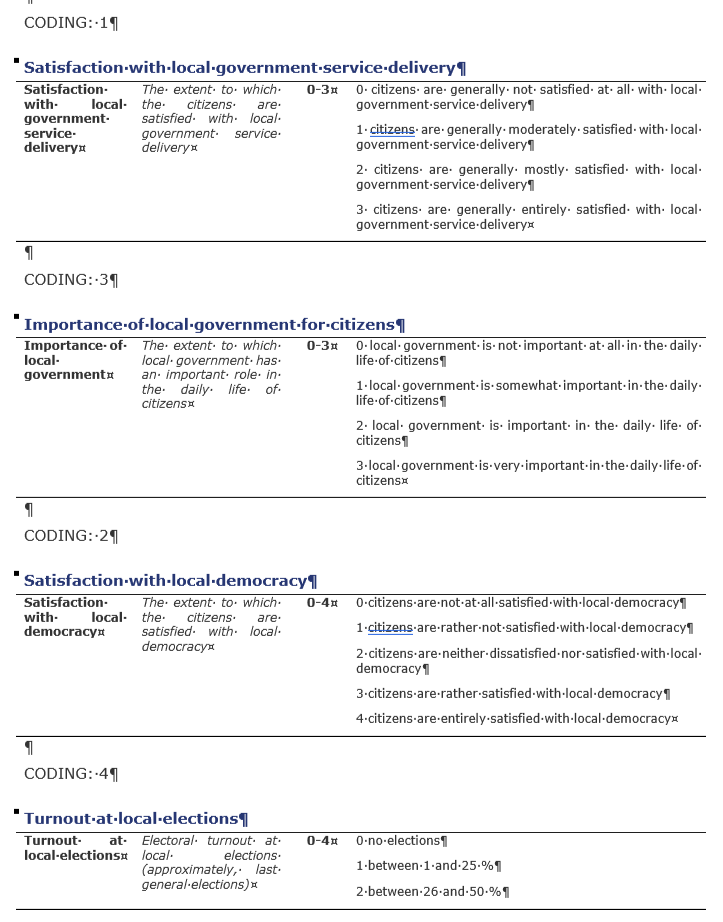 ¶
CODING:·1¶
Satisfaction·with·local·government·service·delivery¶
Satisfaction· with· local· government· service· delivery¤
The· extent· to· which· the· citizens· are· satisfied· with· local· government· service· delivery¤
0-3¤
0· citizens· are· generally· not· satisfied· at· all· with· local·
government·service·delivery¶
1· citizens· are· generally· moderately· satisfied· with· local·
government·service·delivery¶
2· citizens· are· generally· mostly· satisfied· with· local·
government·service·delivery¶
3· citizens· are· generally· entirely· satisfied· with· local·
government·service·delivery¤
¶
CODING:·3¶
Importance·of·local·government·for·citizens¶
Importance·of· local· government¤
The· extent· to· which· local· government· has· an· important· role· in· the· daily· life· of· citizens¤
0-3¤
0·local·government·is·not·important·at·all·in·the·daily·
life·of·citizens¶
1·local·government·is·somewhat·important·in·the·daily·
life·of·citizens¶
2· local· government· is· important· in· the· daily· life· of·
citizens¶
3·local·government·is·very·important·in·the·daily·life·of·
citizens¤
¶
CODING:·2¶
Satisfaction·with·local·democracy¶
Satisfaction· with· local· democracy¤
The· extent· to· which· the· citizens· are· satisfied· with· local· democracy¤
0-4¤
0·citizens·are·not·at·all·satisfied·with·local·democracy¶
1·citizens·are·rather·not·satisfied·with·local·democracy¶
2·citizens·are·neither·dissatisfied·nor·satisfied·with·local·
democracy¶
3·citizens·are·rather·satisfied·with·local·democracy¶
4·citizens·are·entirely·satisfied·with·local·democracy¤
¶
CODING:·4¶
Turnout·at·local·elections¶
Turnout· at· local·elections¤
Electoral· turnout· at· local· elections· (approximately,· last· general·elections)¤
0-4¤
0·no·elections¶
1·between·1·and·25·%¶
2·between·26·and·50·%¶